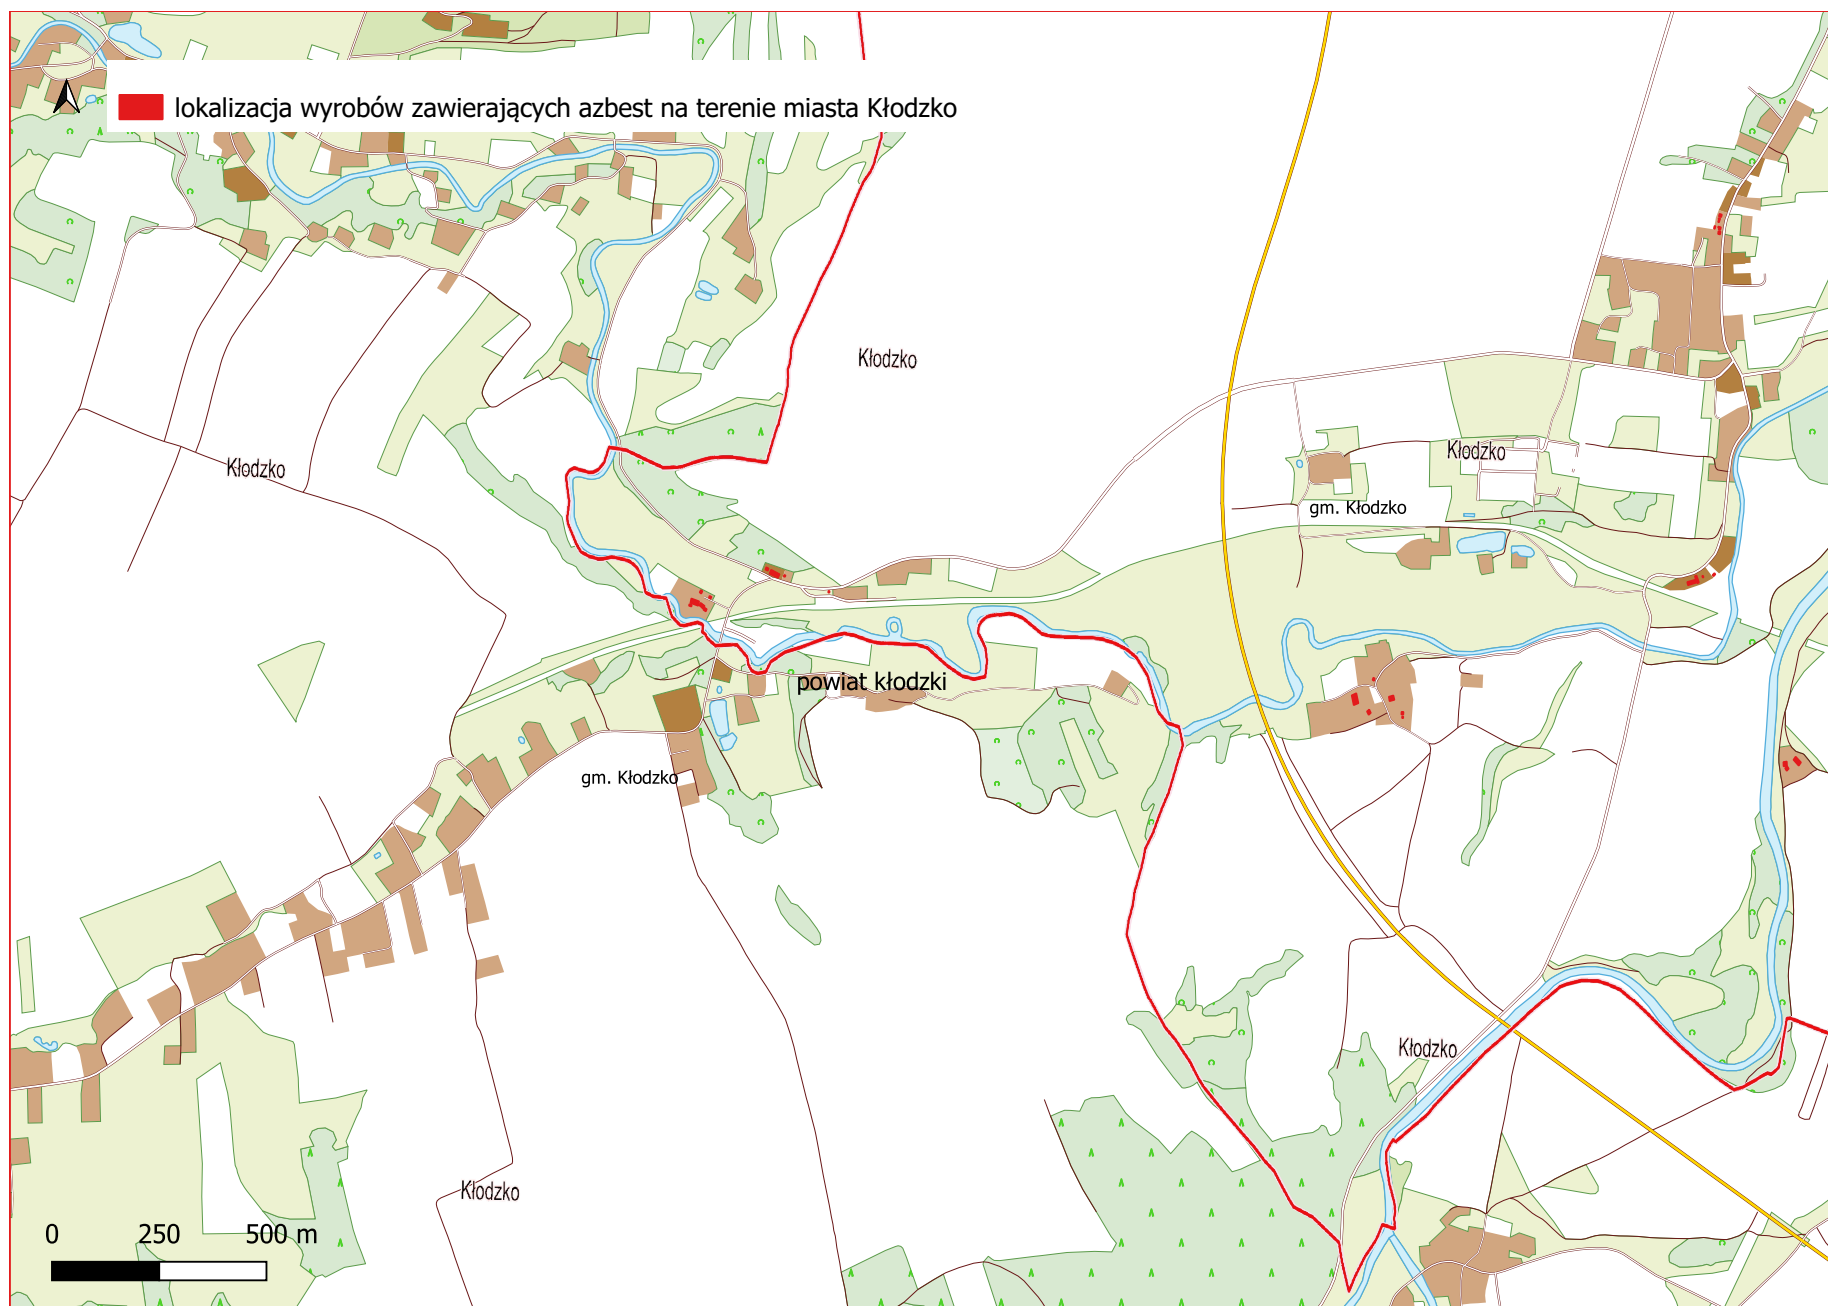 lokalizacja wyrobów zawierających azbest na terenie miasta Kłodzko
Kłodzko
Kłodzko
Kłodzko
gm. Kłodzko
powiat kłodzki
gm. Kłodzko
Kłodzko
Kłodzko
0 250 500 m